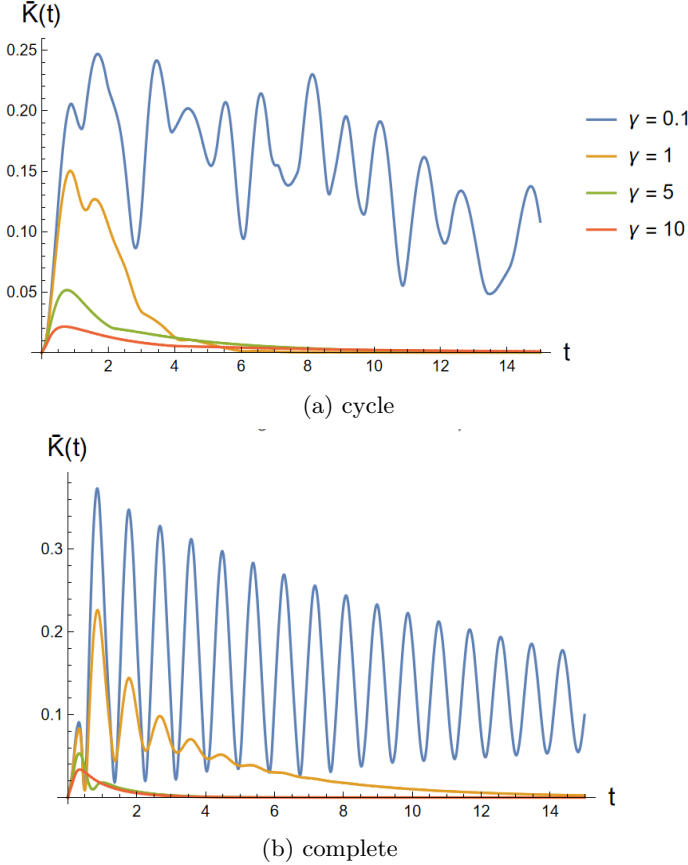 K̄(t)
0.25
0.20
0.15
0.10
0.05
2 4 6 8 10 12 14 t
γ = 0.1
γ = 1
γ = 5
γ = 10
(a) cycle
K̄(t)
0.3
0.2
0.1
2 4 6 8 10 12 14 t
(b) complete